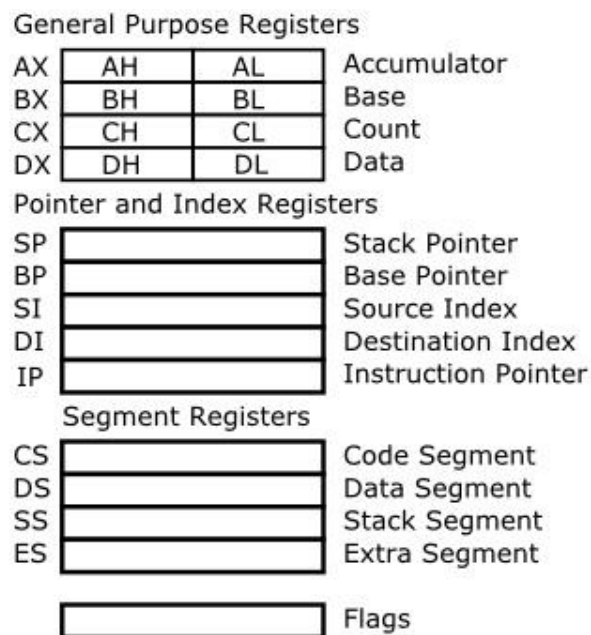 General Purpose Registers
AX AH AL Accumulator
BX BH BL Base
CX CH CL Count
DX DH DL Data
Pointer and Index Registers
SP Stack Pointer
BP Base Pointer
SI Source Index
DI Destination Index
IP Instruction Pointer
Segment Registers
CS Code Segment
DS Data Segment
SS Stack Segment
ES Extra Segment
Flags